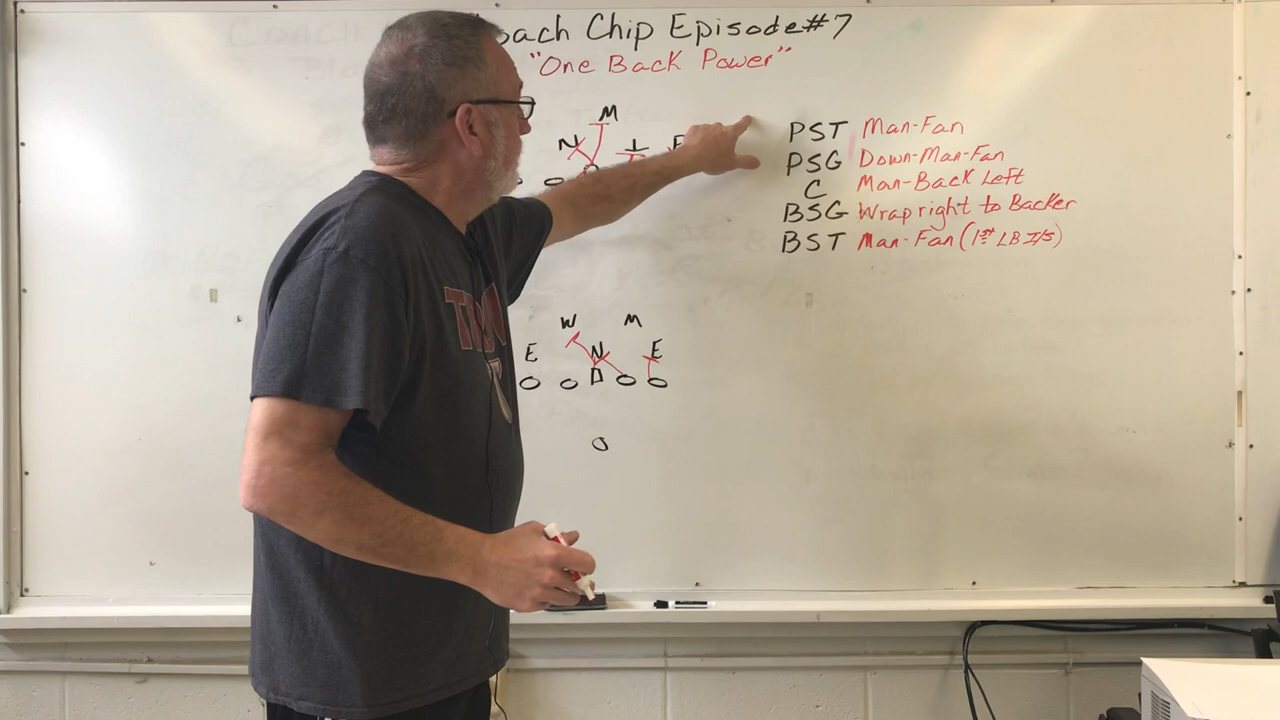 oach Chip Episode #7
"One Back Power"
M
N T E
PST Man-Fan
PSG Down-Man-Fan
C Man-Back Left
BSG Wrap right to Backer
BST Man-Fan (1st LB I/S)
W M
E N E